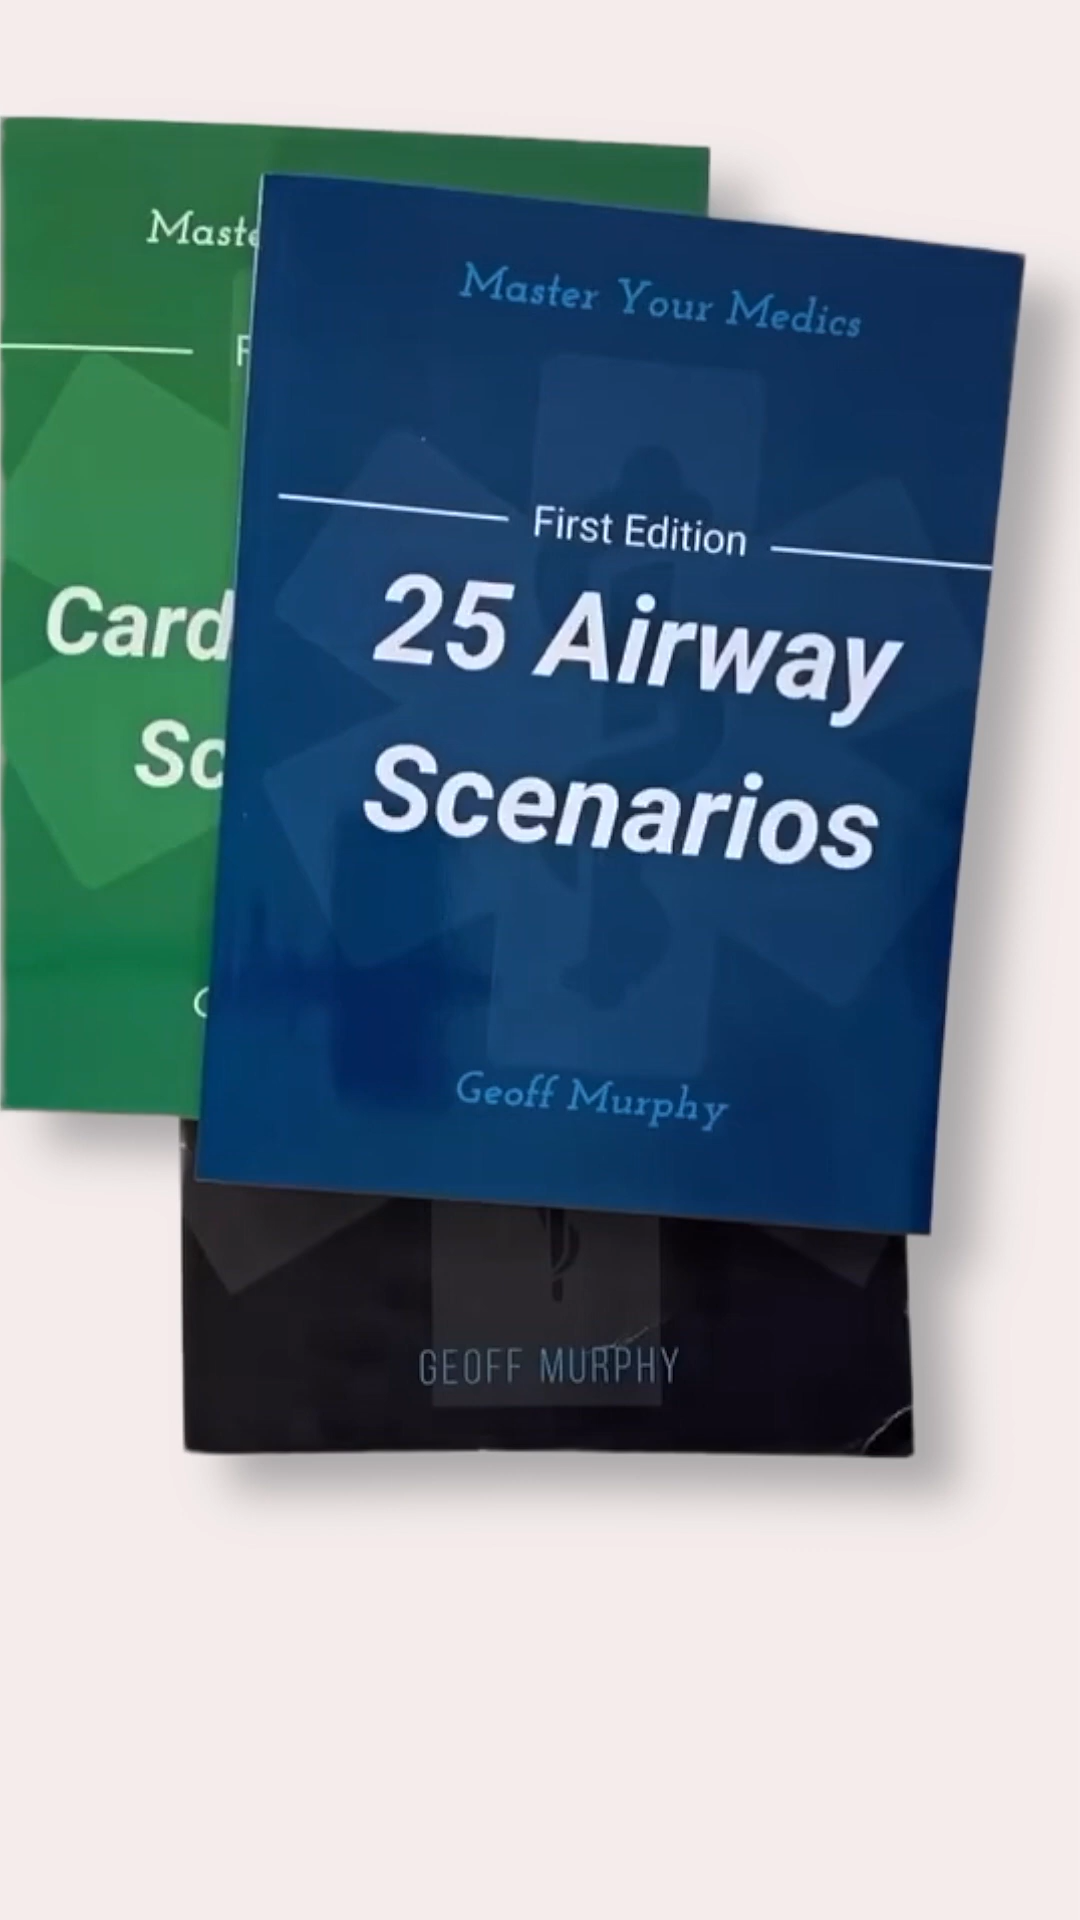 Master Your Medics
First Edition
25 Airway
Scenarios
Geoff Murphy
GEOFF MURPHY